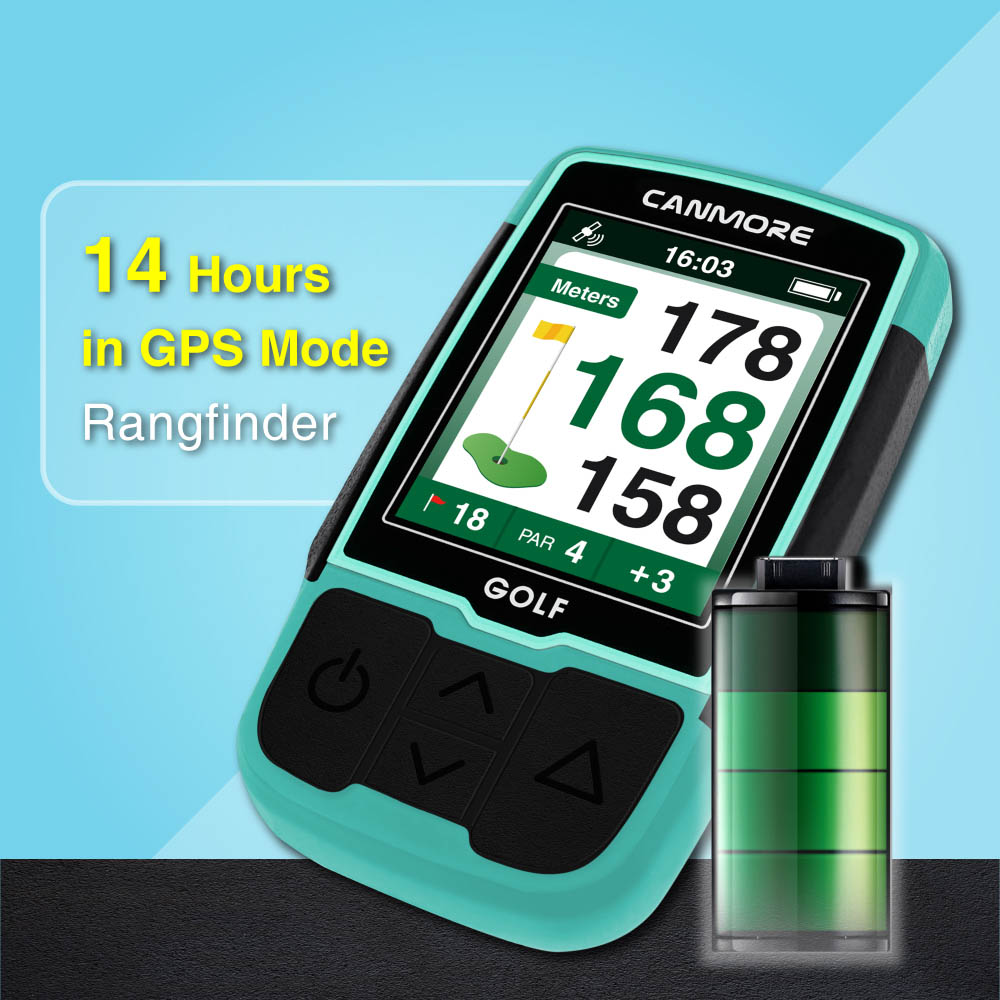 14 Hours
in GPS Mode
Rangfinder
CANMORE
16:03
Meters
178
168
158
18
PAR 4
+3
GOLF